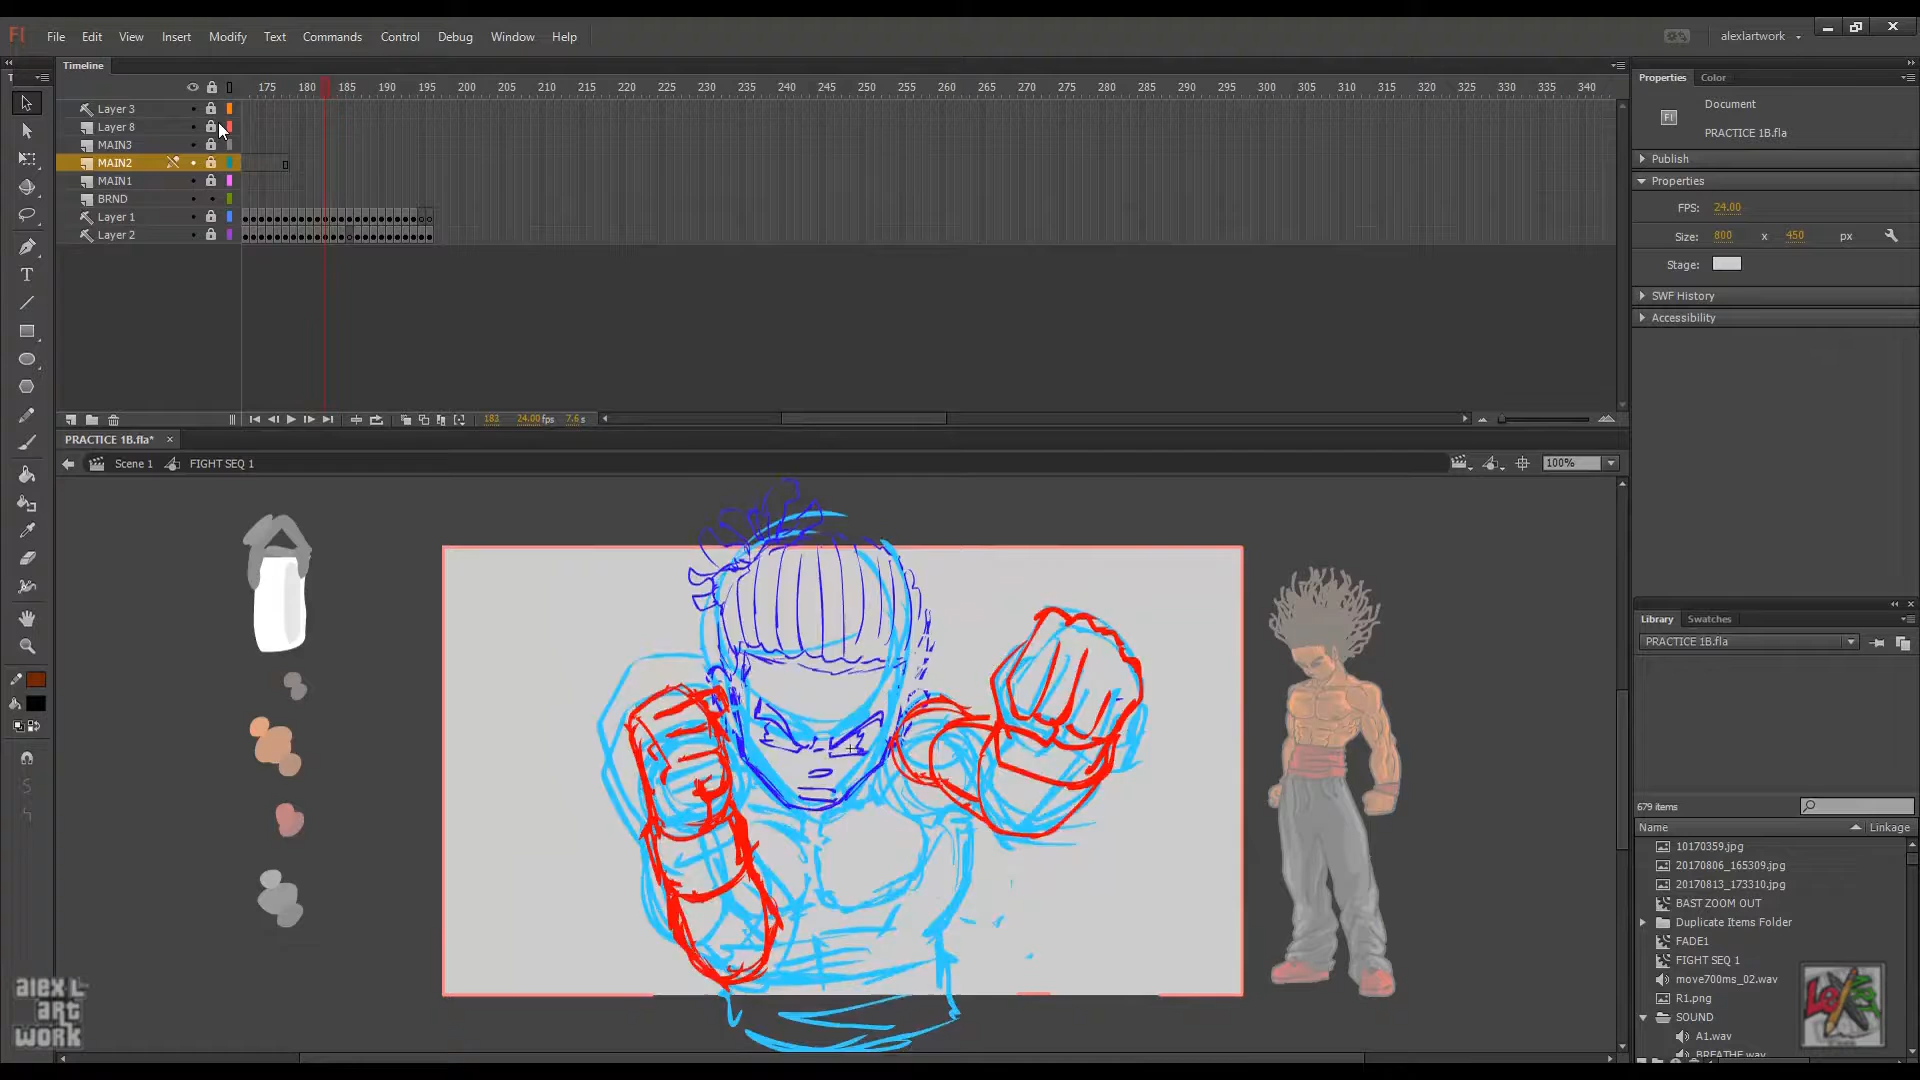 Fl File Edit View Insert Modify Text Commands Control Debug Window Help alexlartwork
Timeline
175 180 185 190 195 200 205 210 215 220 225 230 235 240 245 250 255 260 265 270 275 280 285 290 295 300 305 310 315 320 325 330 335 340
Layer 3
Layer 8
MAIN3
MAIN2
MAIN1
BRND
Layer 1
Layer 2
183 24.00fps 7.6s
PRACTICE 1B.fla*
Scene 1 FIGHT SEQ 1 100%
Properties Color
Document
Fl
PRACTICE 1B.fla
Publish
Properties
FPS: 24.00
Size: 800 x 450 px
Stage:
SWF History
Accessibility
Library Swatches
PRACTICE 1B.fla
679 items
Name Linkage
10170359.jpg
20170806_165309.jpg
20170813_173310.jpg
BAST ZOOM OUT
Duplicate Items Folder
FADE1
FIGHT SEQ 1
move700ms_02.wav
R1.png
SOUND
A1.wav
BREATHE.wav
alex L
art
work